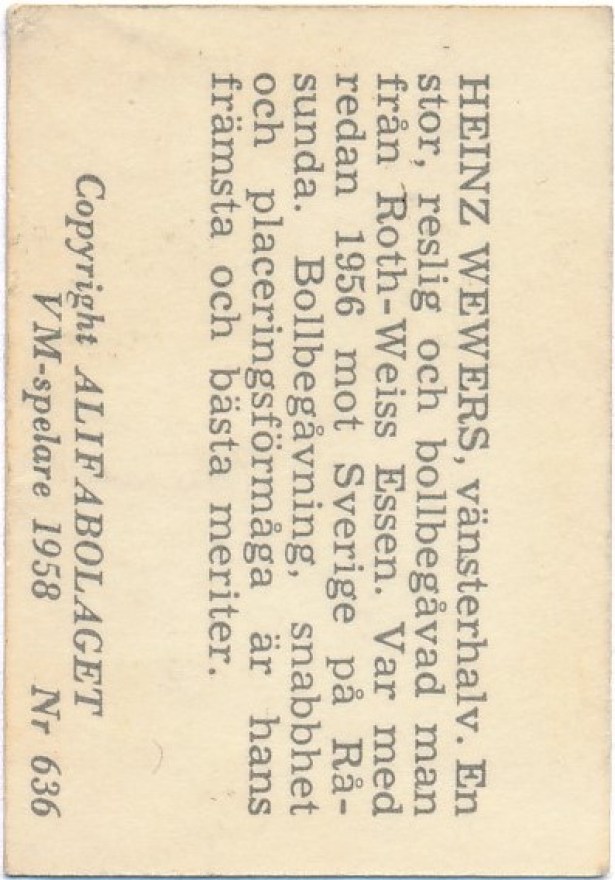 HEINZ WEWERS, vänsterhalv. En
stor, reslig och bollbegåvad man
från Roth-Weiss Essen. Var med
redan 1956 mot Sverige på Rå-
sunda. Bollbegåvning, snabbhet
och placeringsförmåga är hans
främsta och bästa meriter.
Copyright ALIFABOLAGET
VM-spelare 1958 Nr 636